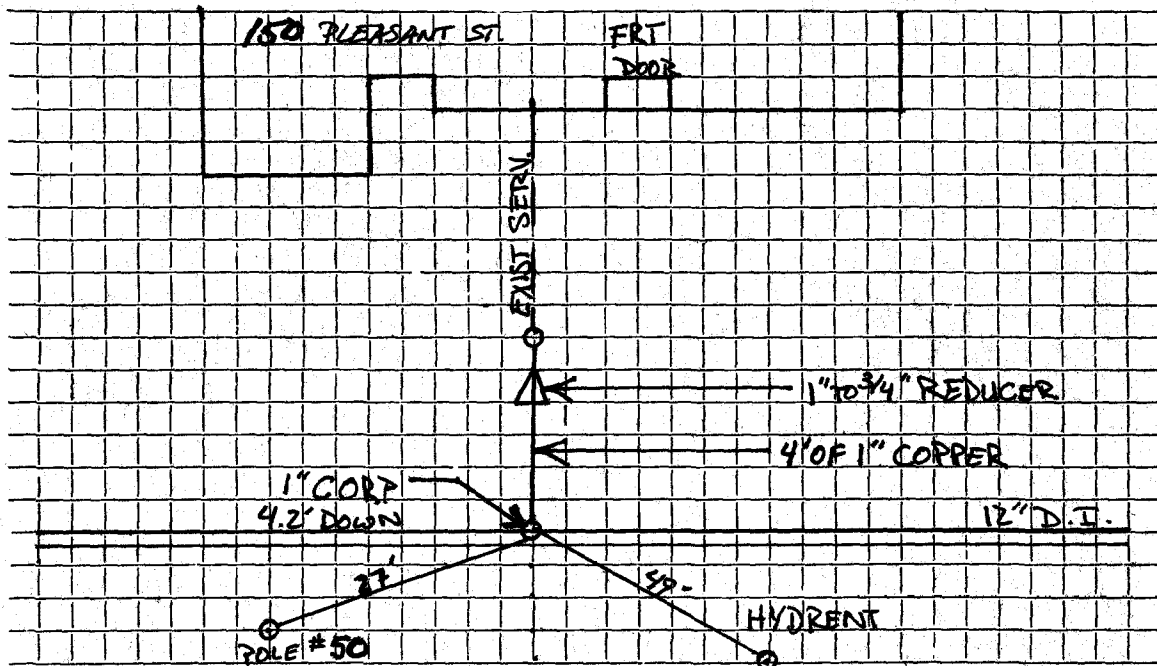 150 PLEASANT ST.
FRT
DOOR
EXIST SERV.
1" TO 3/4" REDUCER
4' OF 1" COPPER
1" CORP
4.2' DOWN
12" D.I.
27'
49-
HYDRENT
POLE #50